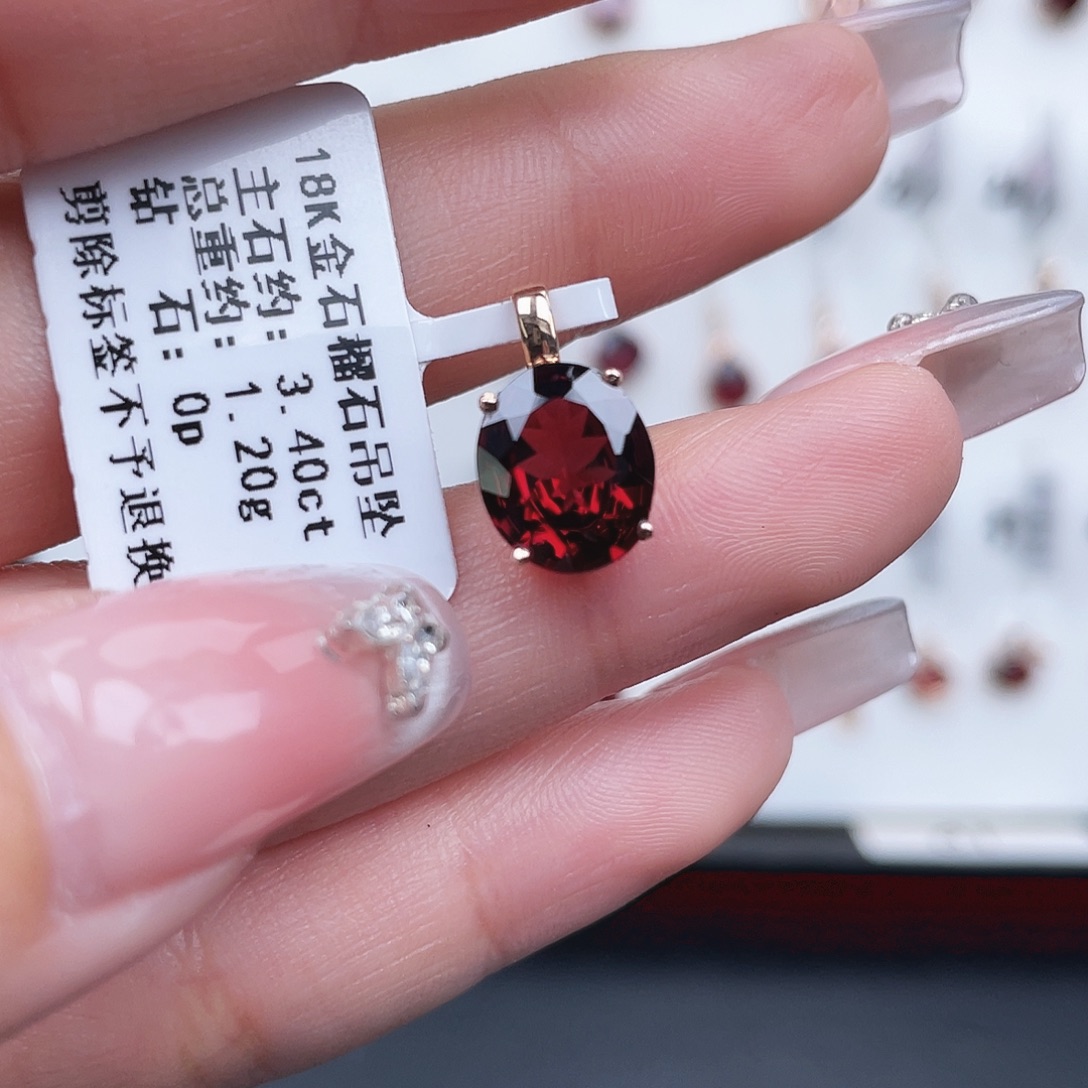 18K金石榴石吊坠
主石约: 3.40ct
总重约: 1.20g
钻 石: 0p
剪除标签不予退换